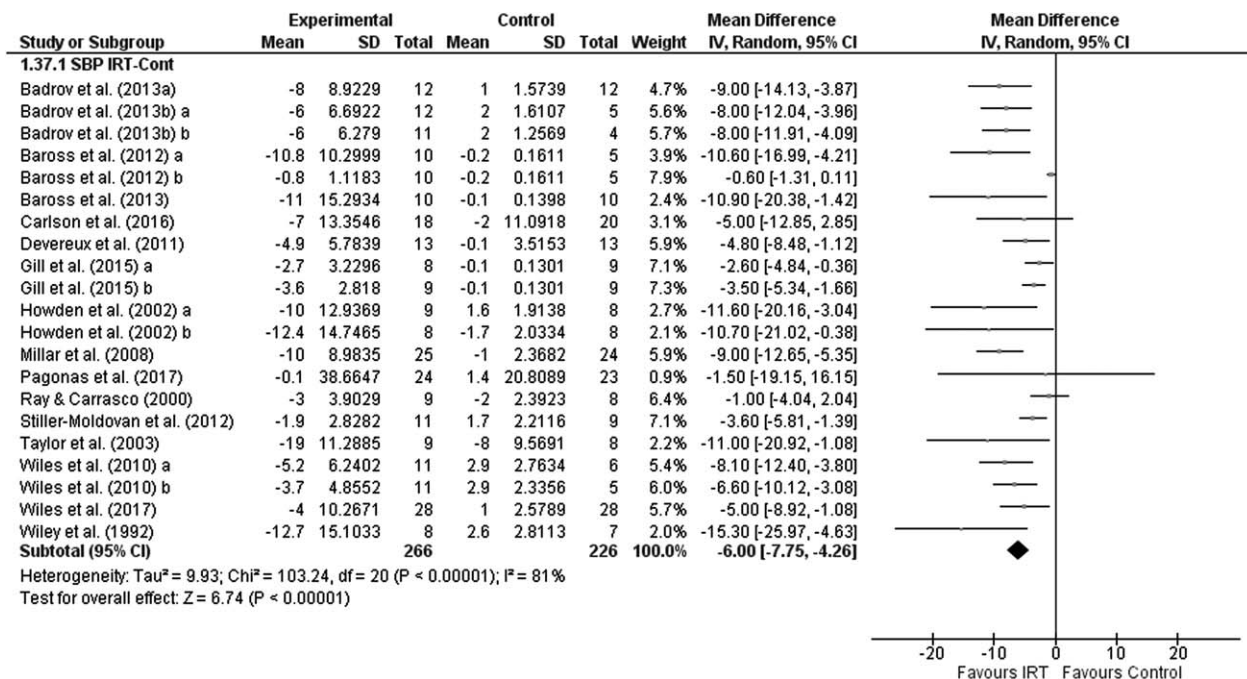 Experimental Control Mean Difference Mean Difference
Study or Subgroup Mean SD Total Mean SD Total Weight IV, Random, 95% CI IV, Random, 95% CI
1.37.1 SBP IRT-Cont
Badrov et al. (2013a) -8 8.9229 12 1 1.5739 12 4.7% -9.00 [-14.13, -3.87]
Badrov et al. (2013b) a -6 6.6922 12 2 1.6107 5 5.6% -8.00 [-12.04, -3.96]
Badrov et al. (2013b) b -6 6.279 11 2 1.2569 4 5.7% -8.00 [-11.91, -4.09]
Baross et al. (2012) a -10.8 10.2999 10 -0.2 0.1611 5 3.9% -10.60 [-16.99, -4.21]
Baross et al. (2012) b -0.8 1.1183 10 -0.2 0.1611 5 7.9% -0.60 [-1.31, 0.11]
Baross et al. (2013) -11 15.2934 10 -0.1 0.1398 10 2.4% -10.90 [-20.38, -1.42]
Carlson et al. (2016 -7 13.3546 18 -2 11.0918 20 3.1% -5.00 [-12.85, 2.85]
Devereux et al. (2011) -4.9 5.7839 13 -0.1 3.5153 13 5.9% -4.80 [-8.48, -1.12]
Gill et al. (2015) a -2.7 3.2296 8 -0.1 0.1301 9 7.1% -2.60 [-4.84, -0.36]
Gill et al. (2015) b -3.6 2.818 9 -0.1 0.1301 9 7.3% -3.50 [-5.34, -1.66]
Howden et al. (2002) a -10 12.9369 9 1.6 1.9138 8 2.7% -11.60 [-20.16, -3.04]
Howden et al. (2002) b -12.4 14.7465 8 -1.7 2.0334 8 2.1% -10.70 [-21.02, -0.38]
Millar et al. (2008) -10 8.9835 25 -1 2.3682 24 5.9% -9.00 [-12.65, -5.35]
Pagonas et al. (2017) -0.1 38.6647 24 1.4 20.8089 23 0.9% -1.50 [-19.15, 16.15]
Ray & Carrasco (2000) -3 3.9029 9 -2 2.3923 8 6.4% -1.00 [-4.04, 2.04]
Stiller-Moldovan et al. (2012) -1.9 2.8282 11 1.7 2.2116 9 7.1% -3.60 [-5.81, -1.39]
Taylor et al. (2003) -19 11.2885 9 -8 9.5691 8 2.2% -11.00 [-20.92, -1.08]
Wiles et al. (2010) a -5.2 6.2402 11 2.9 2.7634 6 5.4% -8.10 [-12.40, -3.80]
Wiles et al. (2010) b -3.7 4.8552 11 2.9 2.3356 5 6.0% -6.60 [-10.12, -3.08]
Wiles et al. (2017) -4 10.2671 28 1 2.5789 28 5.7% -5.00 [-8.92, -1.08]
Wiley et al. (1992) -12.7 15.1033 8 2.6 2.8113 7 2.0% -15.30 [-25.97, -4.63]
Subtotal (95% CI) 266 226 100.0% -6.00 [-7.75, -4.26]
Heterogeneity: Tau² = 9.93; Chi² = 103.24, df = 20 (P < 0.00001); I² = 81%
Test for overall effect: Z = 6.74 (P < 0.00001)
-20 -10 0 10 20
Favours IRT Favours Control